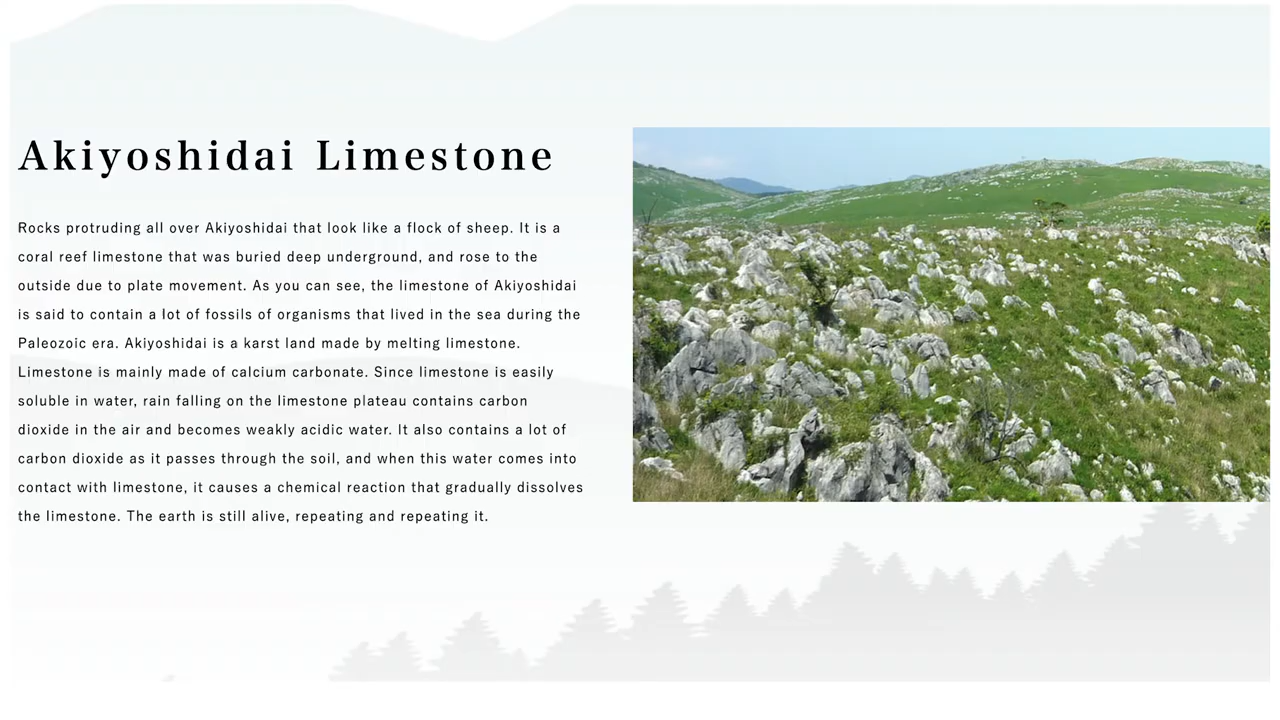 Akiyoshidai Limestone
Rocks protruding all over Akiyoshidai that look like a flock of sheep. It is a
coral reef limestone that was buried deep underground, and rose to the
outside due to plate movement. As you can see, the limestone of Akiyoshidai
is said to contain a lot of fossils of organisms that lived in the sea during the
Paleozoic era. Akiyoshidai is a karst land made by melting limestone.
Limestone is mainly made of calcium carbonate. Since limestone is easily
soluble in water, rain falling on the limestone plateau contains carbon
dioxide in the air and becomes weakly acidic water. It also contains a lot of
carbon dioxide as it passes through the soil, and when this water comes into
contact with limestone, it causes a chemical reaction that gradually dissolves
the limestone. The earth is still alive, repeating and repeating it.